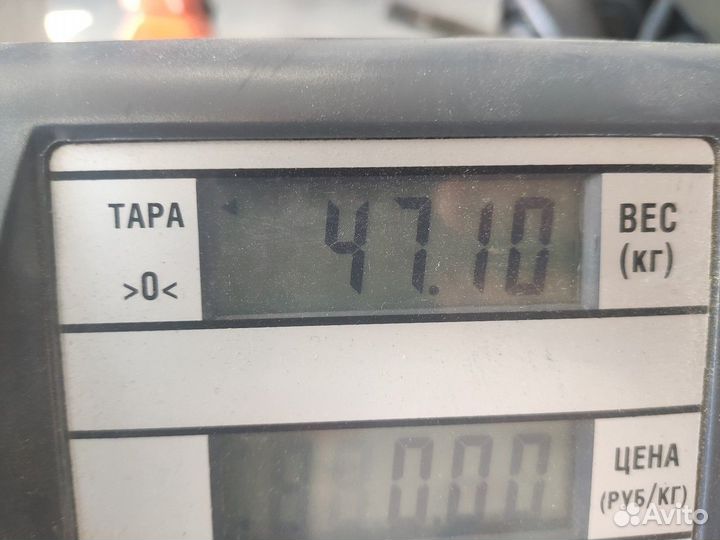 ТАРА
>0<
47.10
ВЕС
(кг)
0.00
ЦЕНА
(РУБ/КГ)
Avito